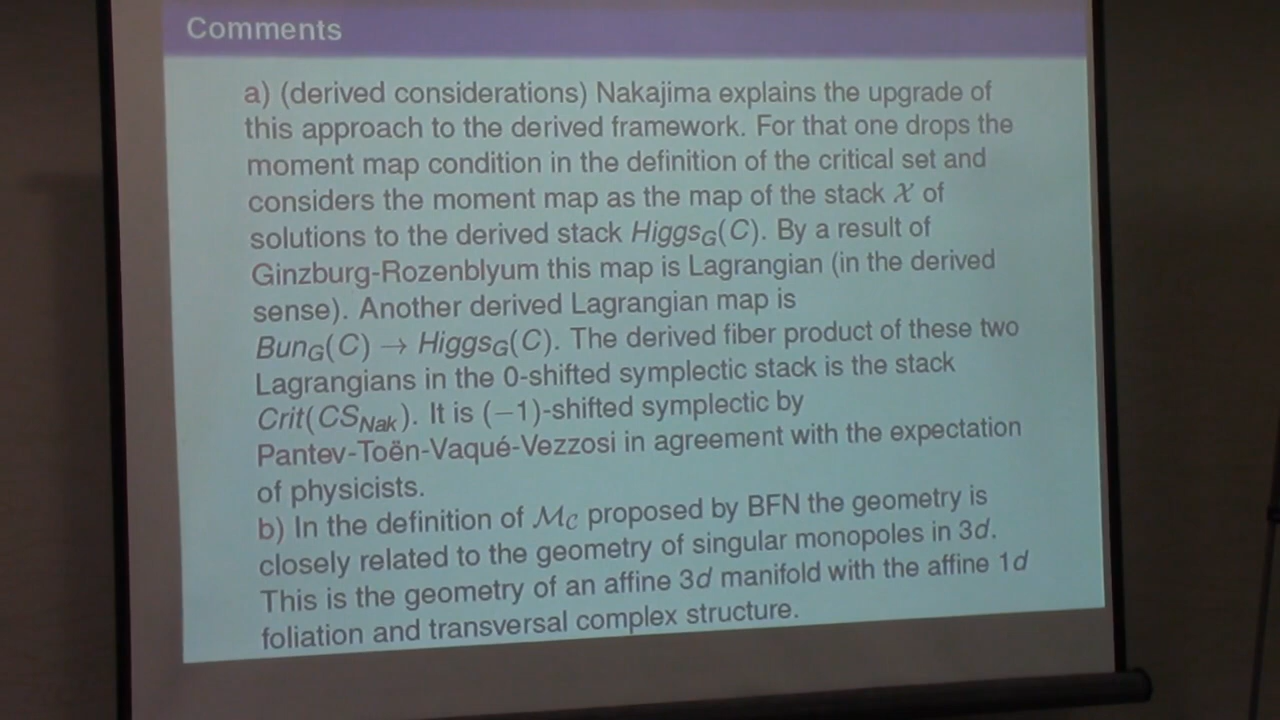 Comments
a) (derived considerations) Nakajima explains the upgrade of
this approach to the derived framework. For that one drops the
moment map condition in the definition of the critical set and
considers the moment map as the map of the stack 𝒳 of
solutions to the derived stack Higgs_G(C). By a result of
Ginzburg-Rozenblyum this map is Lagrangian (in the derived
sense). Another derived Lagrangian map is
Bun_G(C) → Higgs_G(C). The derived fiber product of these two
Lagrangians in the 0-shifted symplectic stack is the stack
Crit(CS_Nak). It is (−1)-shifted symplectic by
Pantev-Toën-Vaqué-Vezzosi in agreement with the expectation
of physicists.
b) In the definition of ℳ_C proposed by BFN the geometry is
closely related to the geometry of singular monopoles in 3d.
This is the geometry of an affine 3d manifold with the affine 1d
foliation and transversal complex structure.